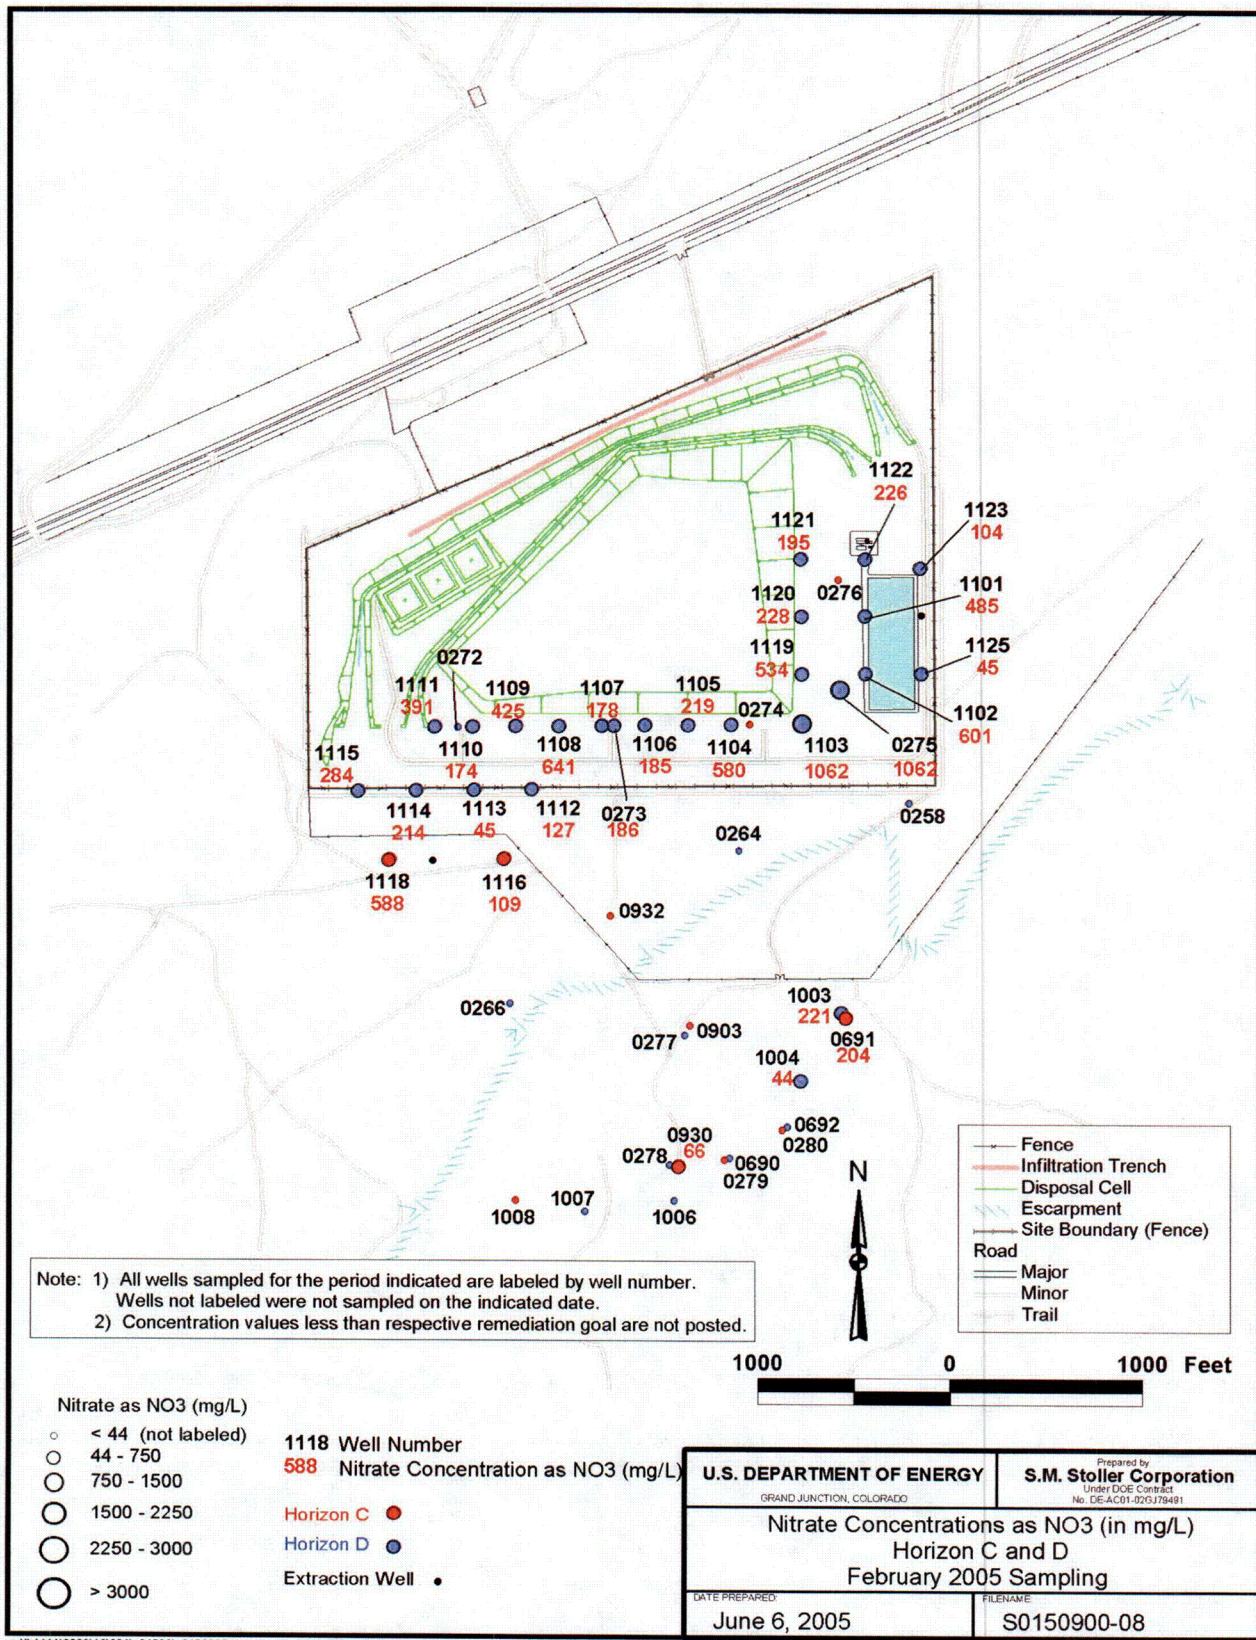 1122
226
1123
104
1121
195
0276
1101
485
1120
228
1119
534
1125
45
0272
1111
391
1109
425
1107
178
1105
219
0274
1102
601
1115
284
1110
174
1108
641
1106
185
1104
580
1103
1062
0275
1062
1114
214
1113
45
1112
127
0273
186
0258
0264
1118
588
1116
109
0932
0266
1003
221
0691
204
0277
0903
1004
44
0692
0280
0930
66
0278
0690
0279
1008
1007
1006
N
Fence
Infiltration Trench
Disposal Cell
Escarpment
Site Boundary (Fence)
Road
Major
Minor
Trail
Note: 1) All wells sampled for the period indicated are labeled by well number.
Wells not labeled were not sampled on the indicated date.
2) Concentration values less than respective remediation goal are not posted.
1000 0 1000 Feet
Nitrate as NO3 (mg/L)
< 44 (not labeled)
44 - 750
750 - 1500
1500 - 2250
2250 - 3000
> 3000
1118 Well Number
588 Nitrate Concentration as NO3 (mg/L)
Horizon C
Horizon D
Extraction Well
U.S. DEPARTMENT OF ENERGY
GRAND JUNCTION, COLORADO
Prepared by
S.M. Stoller Corporation
Under DOE Contract
No. DE-AC01-02GJ79491
Nitrate Concentrations as NO3 (in mg/L)
Horizon C and D
February 2005 Sampling
DATE PREPARED:
June 6, 2005
FILENAME:
S0150900-08